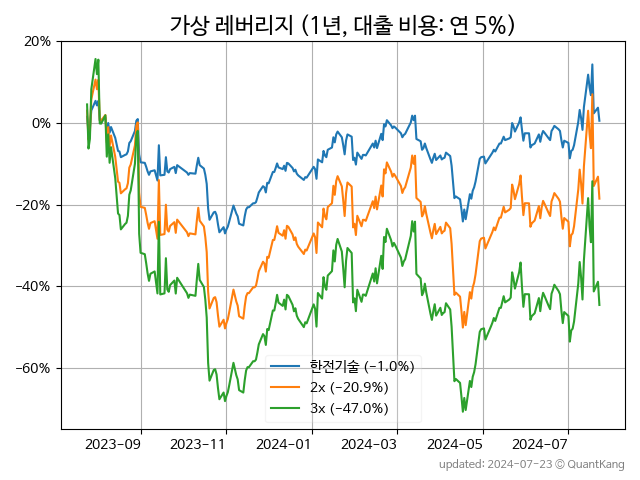 가상 레버리지 (1년, 대출 비용: 연 5%)
20%
0%
−20%
−40%
−60%
한전기술 (−1.0%)
2x (−20.9%)
3x (−47.0%)
2023-09 2023-11 2024-01 2024-03 2024-05 2024-07
updated: 2024-07-23 © QuantKang